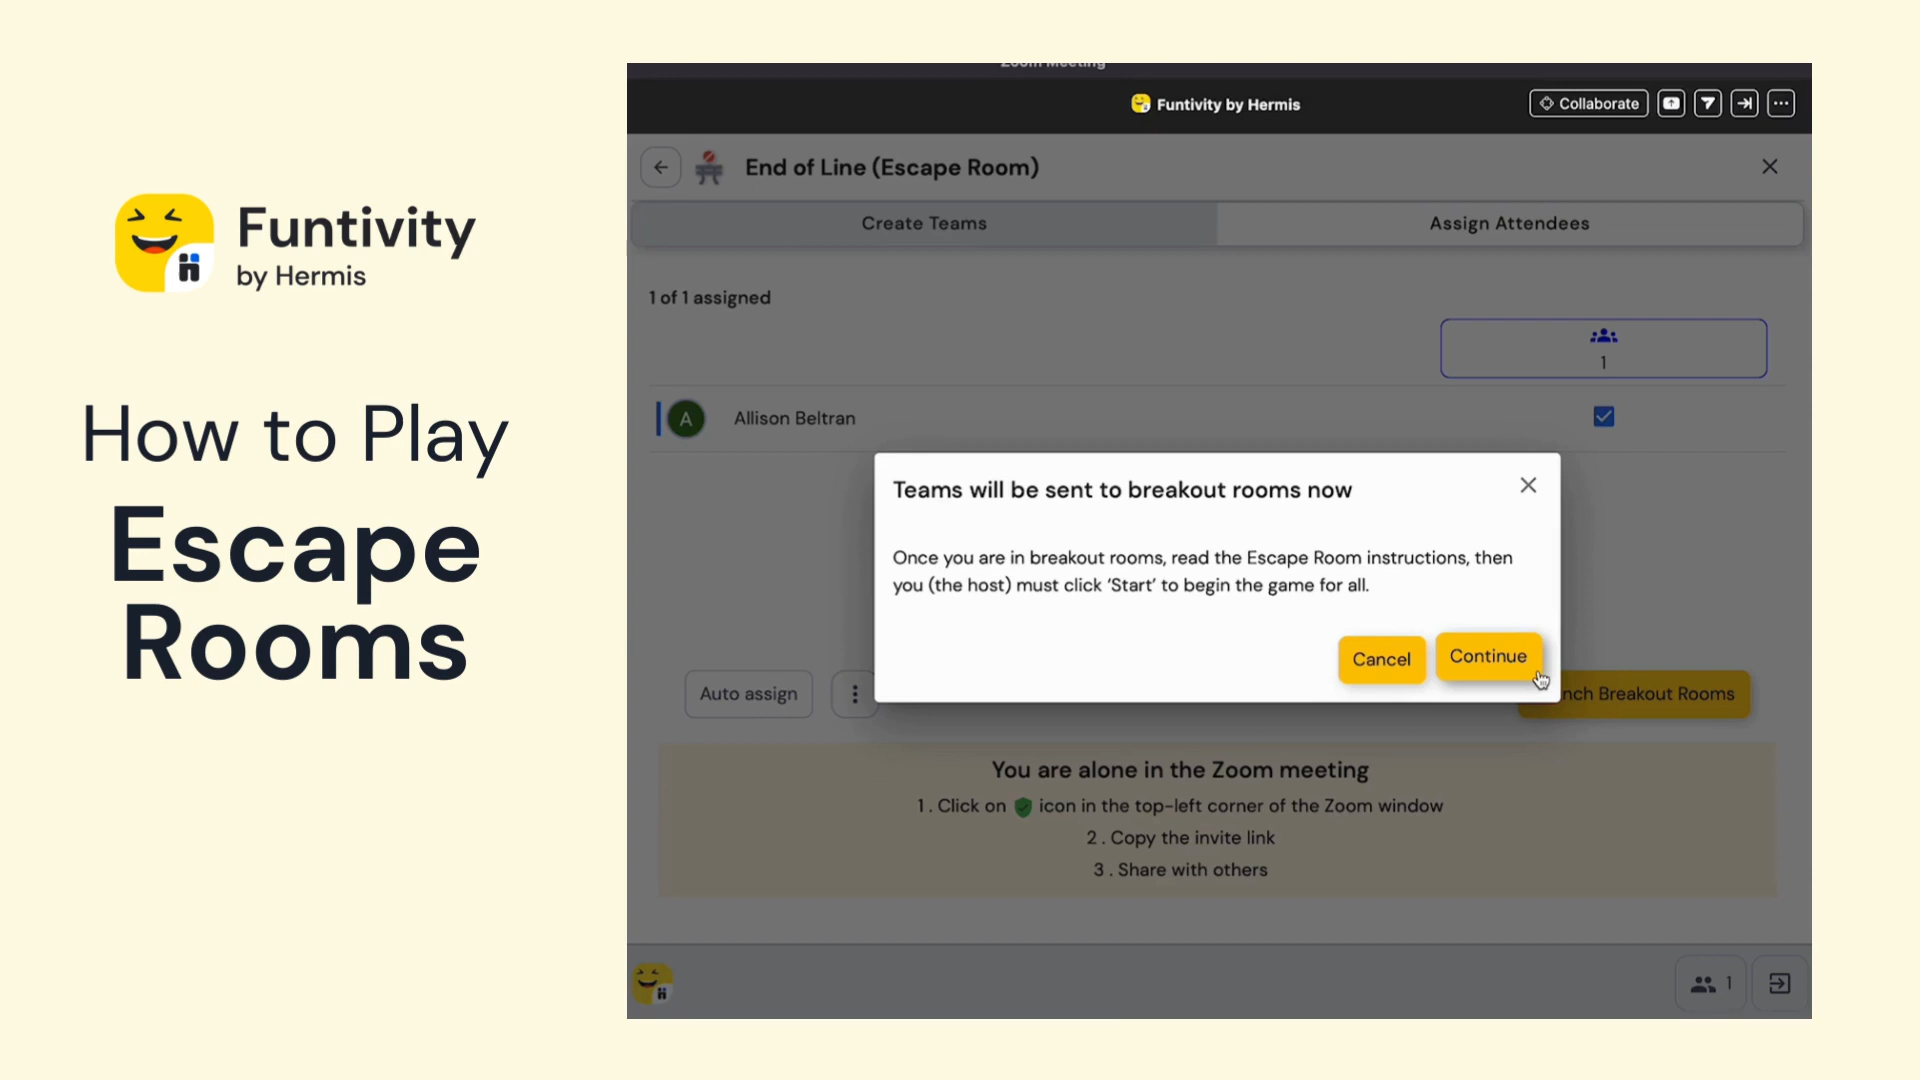 Funtivity
by Hermis
How to Play
Escape
Rooms
Zoom Meeting
Funtivity by Hermis
Collaborate
End of Line (Escape Room)
Create Teams
Assign Attendees
1 of 1 assigned
1
A
Allison Beltran
Teams will be sent to breakout rooms now
Once you are in breakout rooms, read the Escape Room instructions, then
you (the host) must click ‘Start’ to begin the game for all.
Cancel
Continue
Auto assign
nch Breakout Rooms
You are alone in the Zoom meeting
1 . Click on icon in the top-left corner of the Zoom window
2 . Copy the invite link
3 . Share with others
1